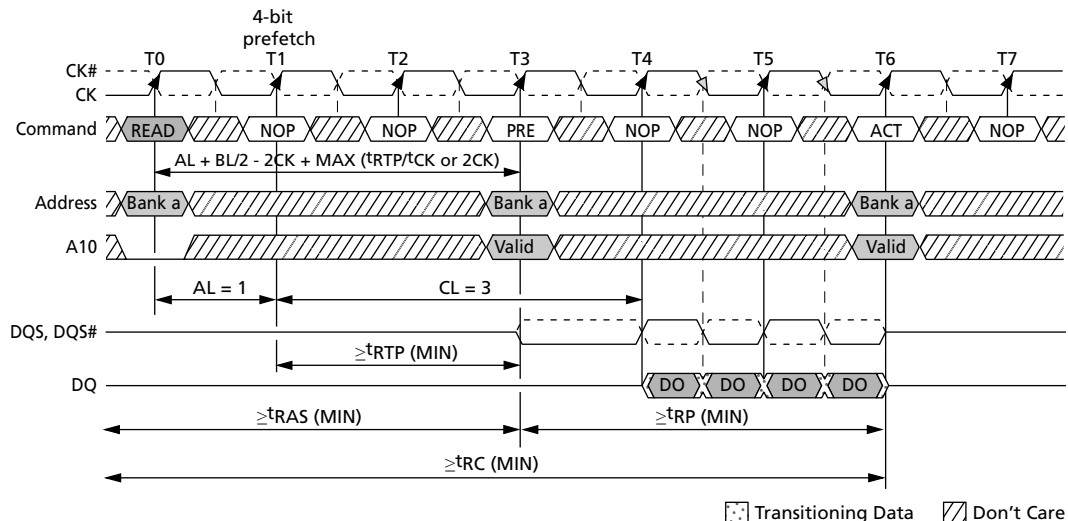 4-bit
prefetch
T0 T1 T2 T3 T4 T5 T6 T7
CK#
CK
Command READ NOP NOP PRE NOP NOP ACT NOP
AL + BL/2 - 2CK + MAX (tRTP/tCK or 2CK)
Address Bank a Bank a Bank a
A10 Valid Valid
AL = 1 CL = 3
DQS, DQS#
≥tRTP (MIN)
DQ DO DO DO DO
≥tRAS (MIN) ≥tRP (MIN)
≥tRC (MIN)
Transitioning Data Don't Care